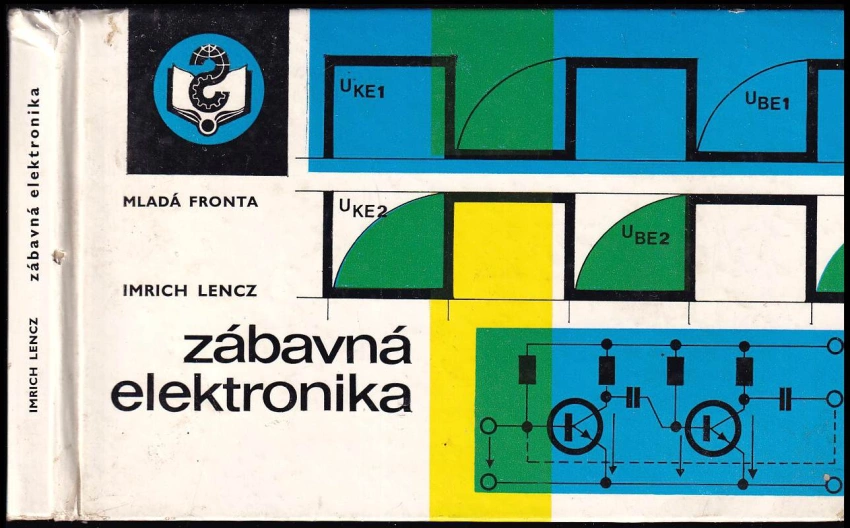 IMRICH LENCZ zábavná elektronika
MLADÁ FRONTA
IMRICH LENCZ
zábavná
elektronika
UKE1
UBE1
UKE2
UBE2